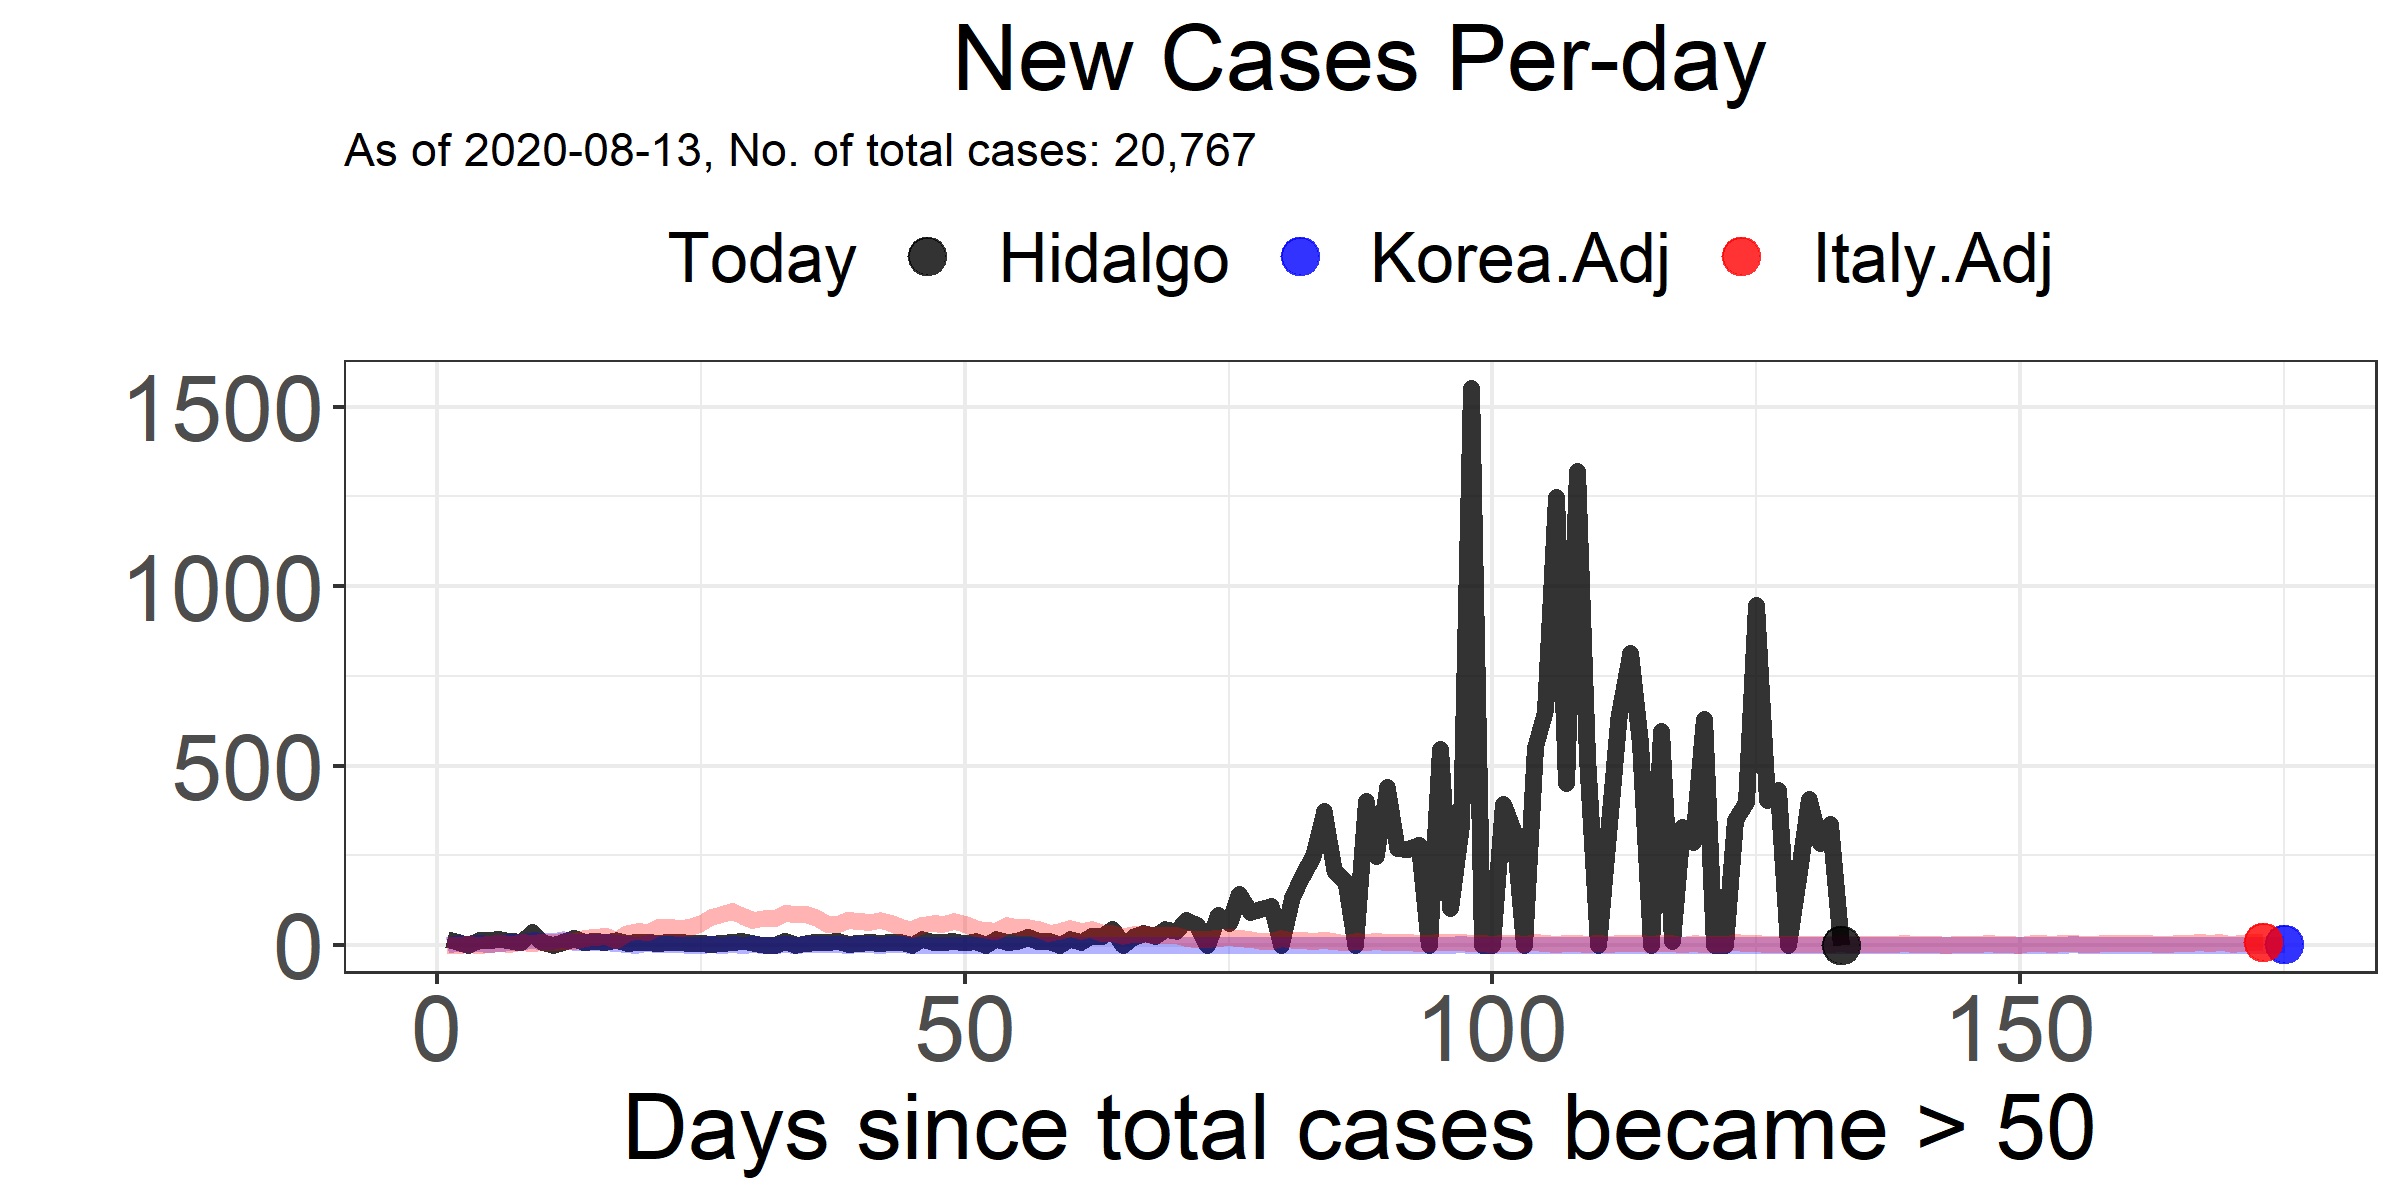 New Cases Per-day
As of 2020-08-13, No. of total cases: 20,767
Today Hidalgo Korea.Adj Italy.Adj
1500
1000
500
0
0 50 100 150
Days since total cases became > 50